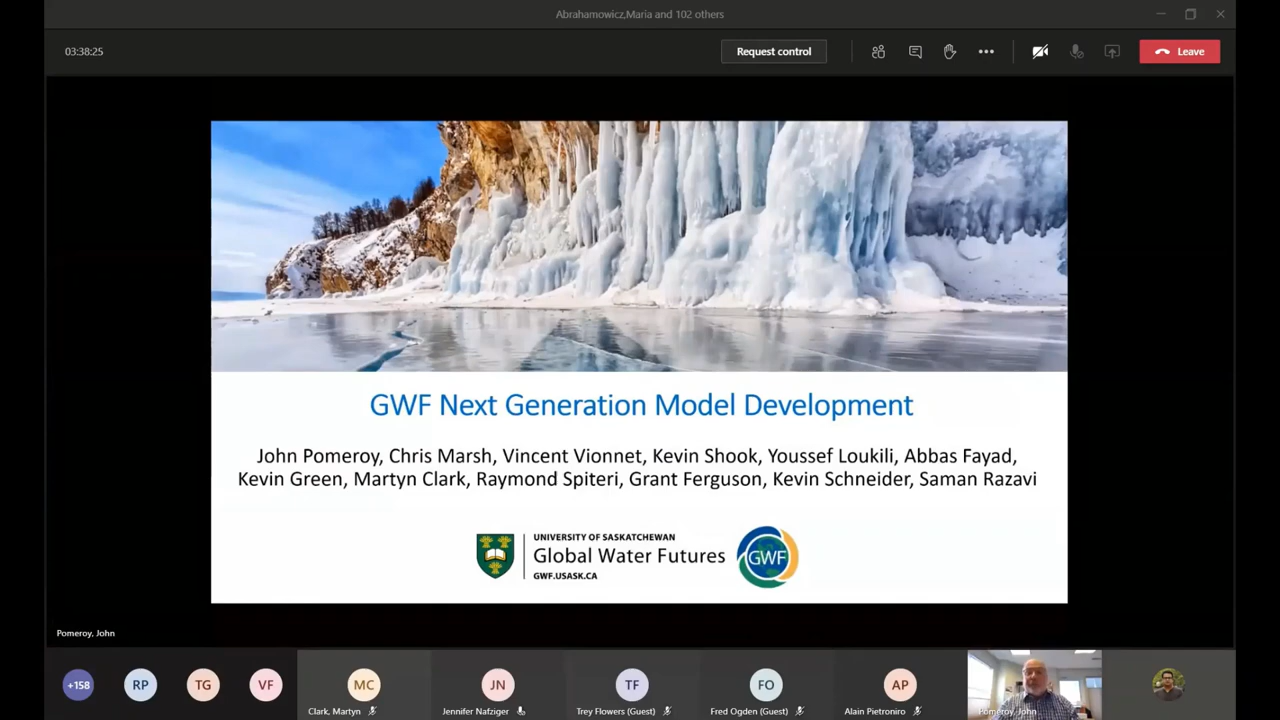 Abrahamowicz,Maria and 102 others
03:38:25
Request control
Leave
GWF Next Generation Model Development
John Pomeroy, Chris Marsh, Vincent Vionnet, Kevin Shook, Youssef Loukili, Abbas Fayad,
Kevin Green, Martyn Clark, Raymond Spiteri, Grant Ferguson, Kevin Schneider, Saman Razavi
UNIVERSITY OF SASKATCHEWAN
Global Water Futures
GWF.USASK.CA
GWF
Pomeroy, John
+158
RP
TG
VF
MC
JN
TF
FO
AP
Clark, Martyn
Jennifer Nafziger
Trey Flowers (Guest)
Fred Ogden (Guest)
Alain Pietroniro
Pomeroy, John